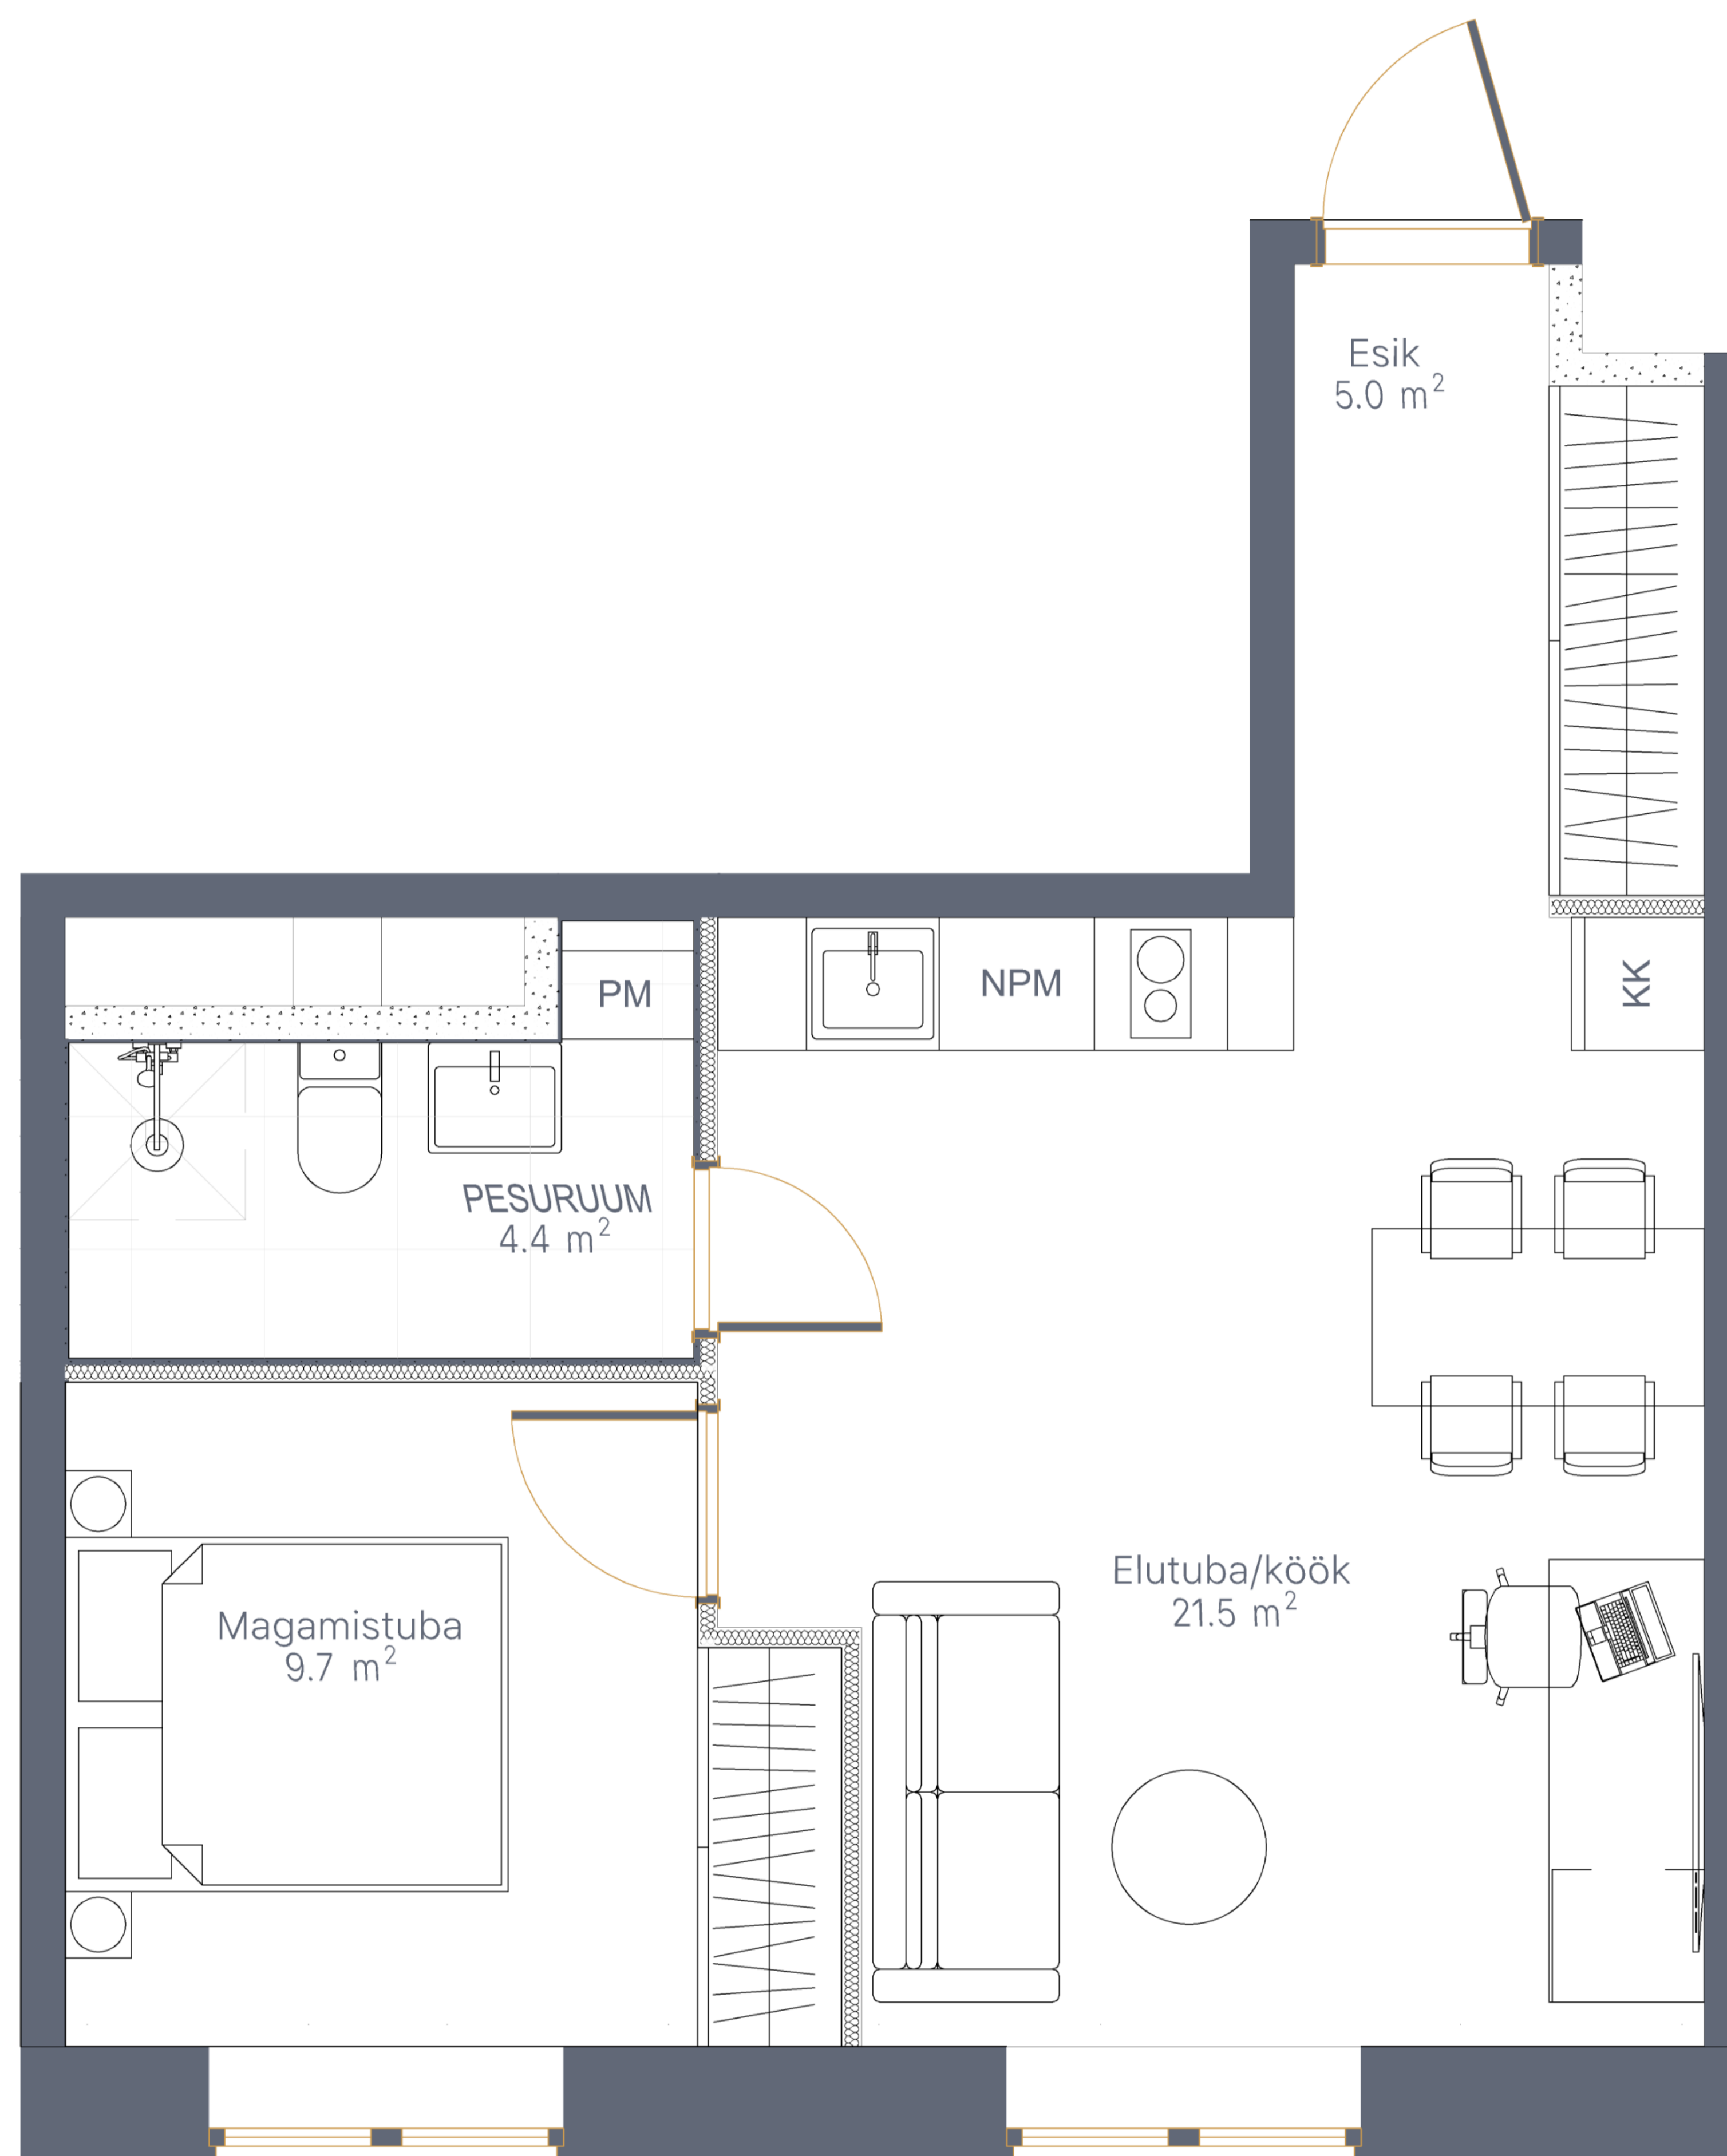 Esik
5.0 m²
PM
NPM
KK
PESURUUM
4.4 m²
Elutuba/köök
21.5 m²
Magamistuba
9.7 m²